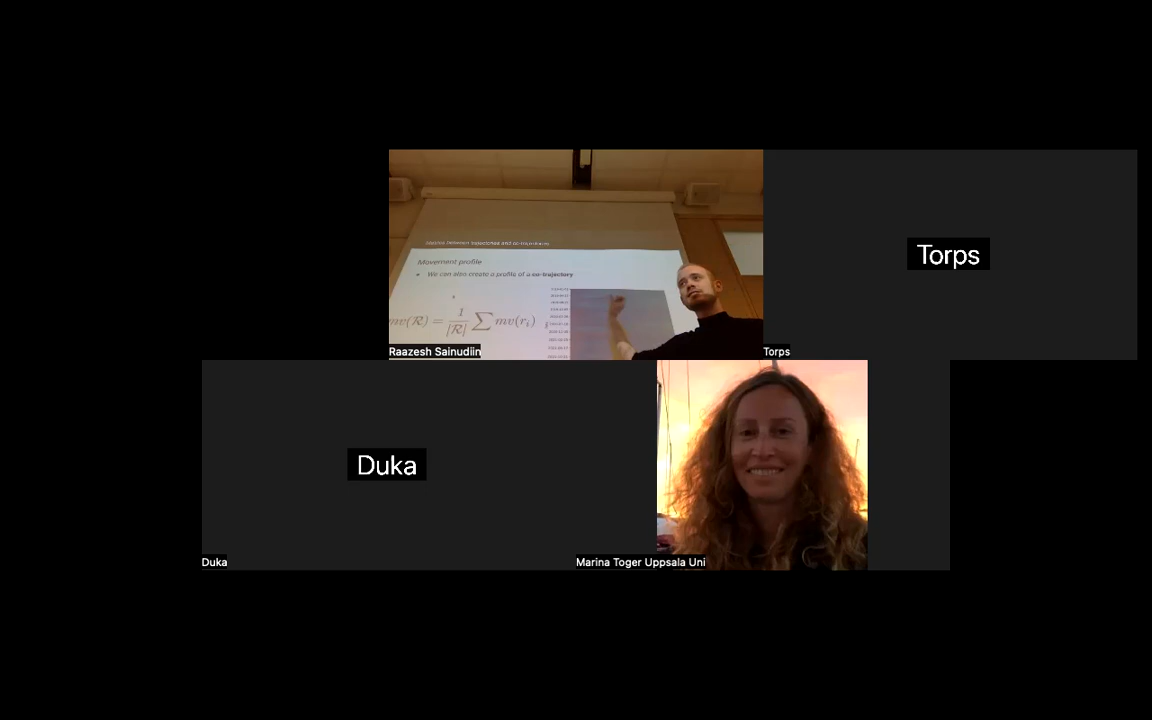 Movement profile
We can also create a profile of a co-trajectory
mv(R) = 1/|R| ∑ mv(r_i)
Raazesh Sainudiin
Torps
Torps
Duka
Duka
Marina Toger Uppsala Uni